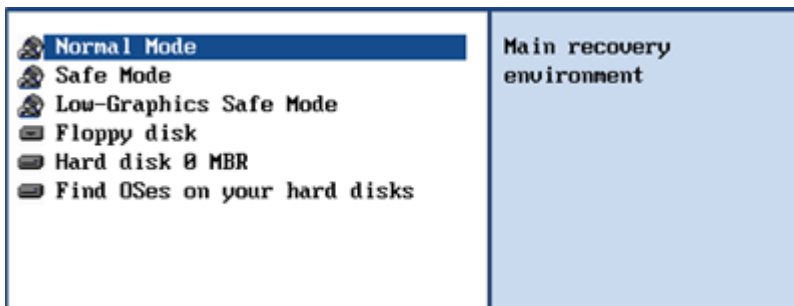 Normal Mode
Safe Mode
Low-Graphics Safe Mode
Floppy disk
Hard disk 0 MBR
Find OSes on your hard disks
Main recovery
environment